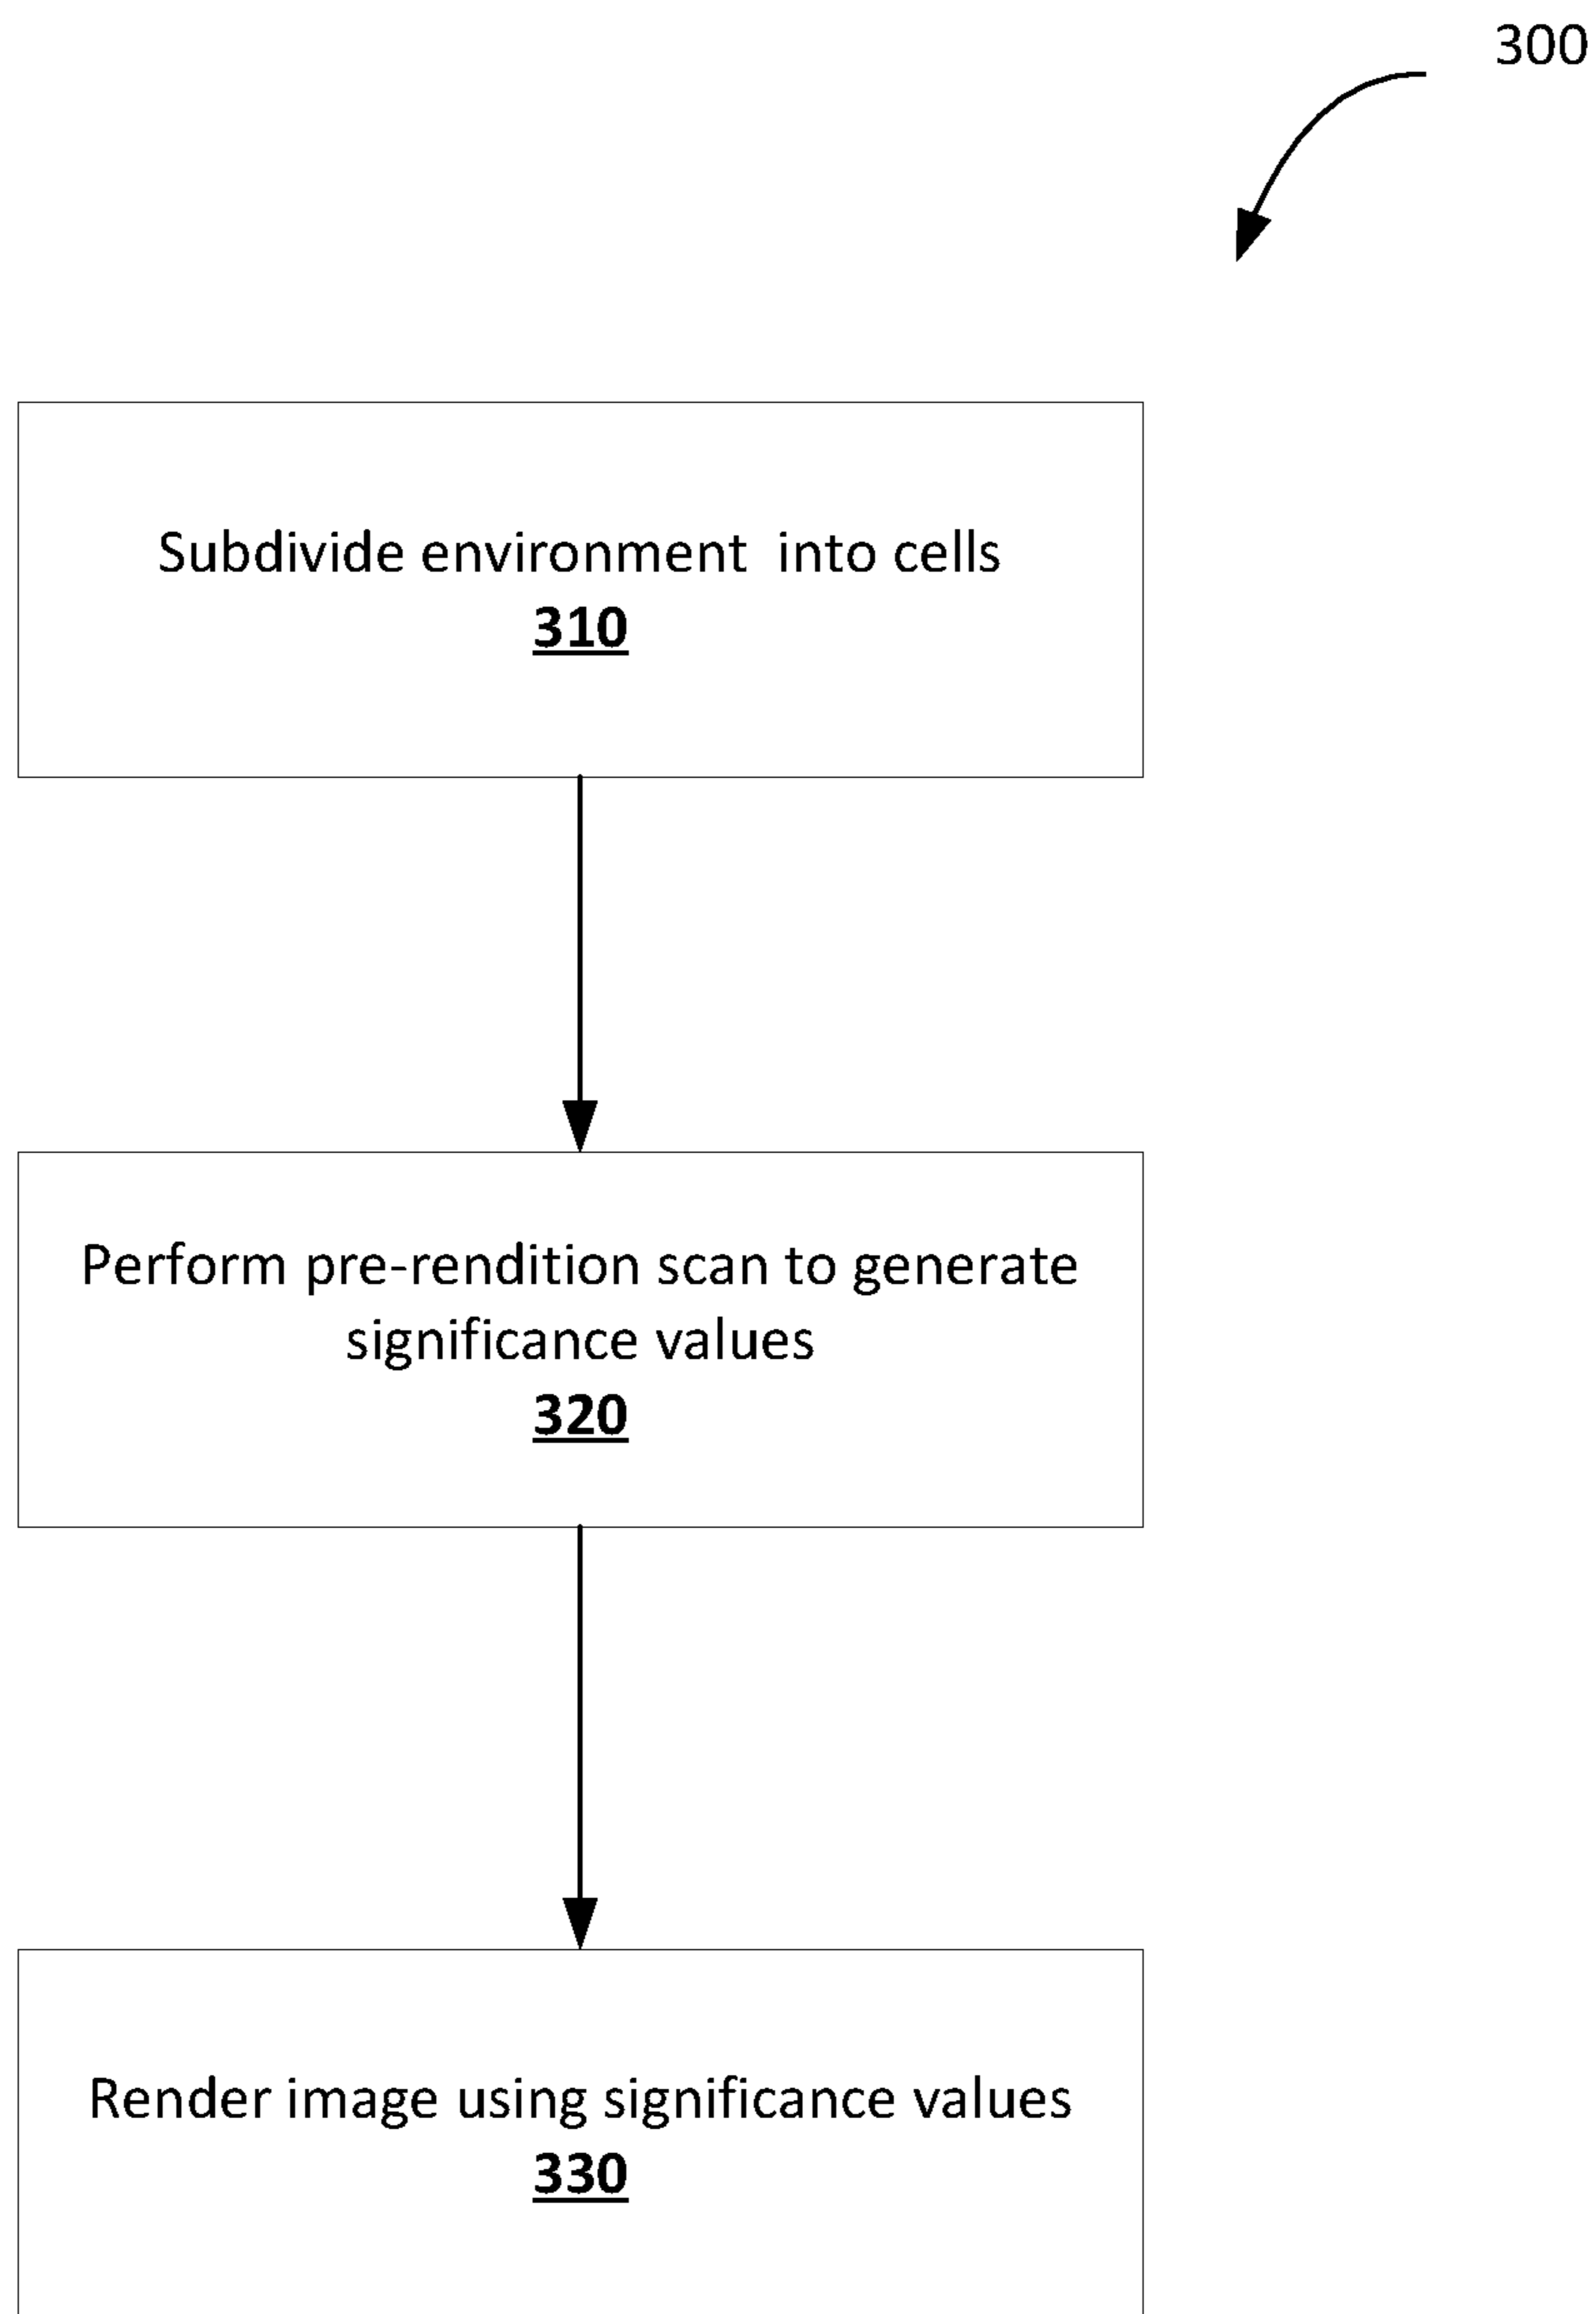 300
Subdivide environment into cells
310
Perform pre-rendition scan to generate
significance values
320
Render image using significance values
330